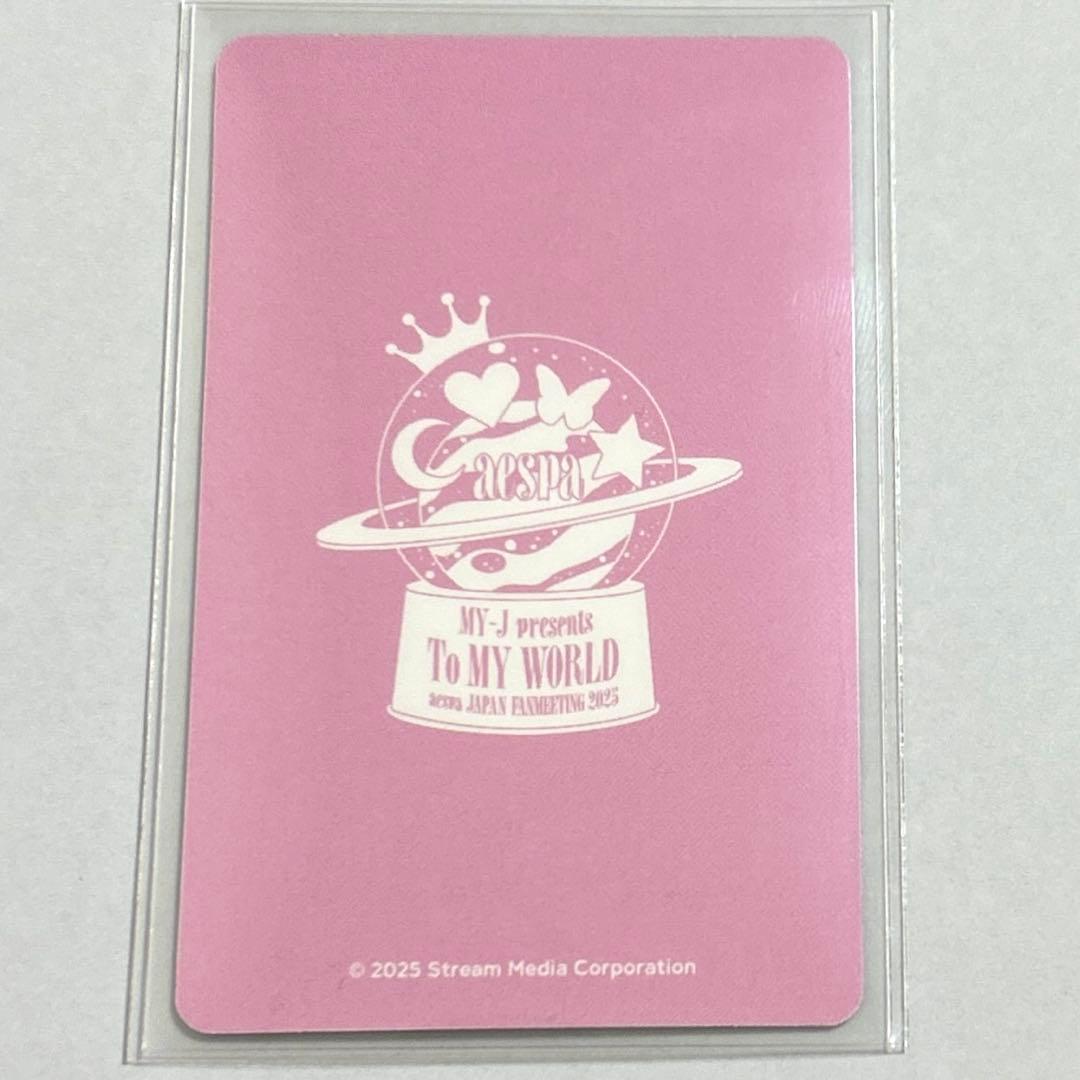 aespa
MY-J presents
To MY WORLD
aespa JAPAN FANMEETING 2025
© 2025 Stream Media Corporation